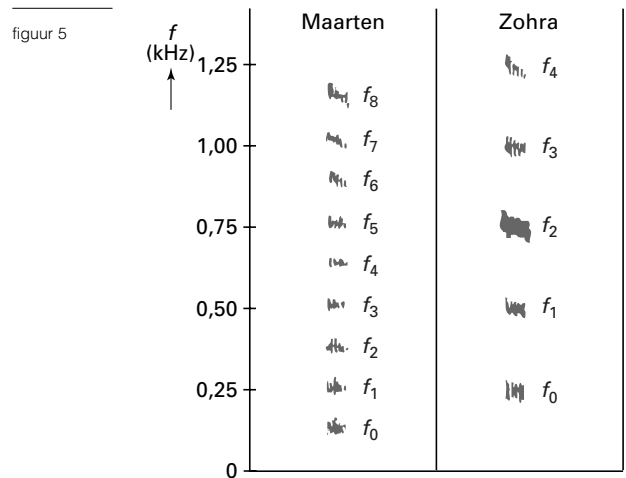 figuur 5
f
(kHz)
Maarten
Zohra
1,25
1,00
0,75
0,50
0,25
0
f8
f7
f6
f5
f4
f3
f2
f1
f0
f4
f3
f2
f1
f0